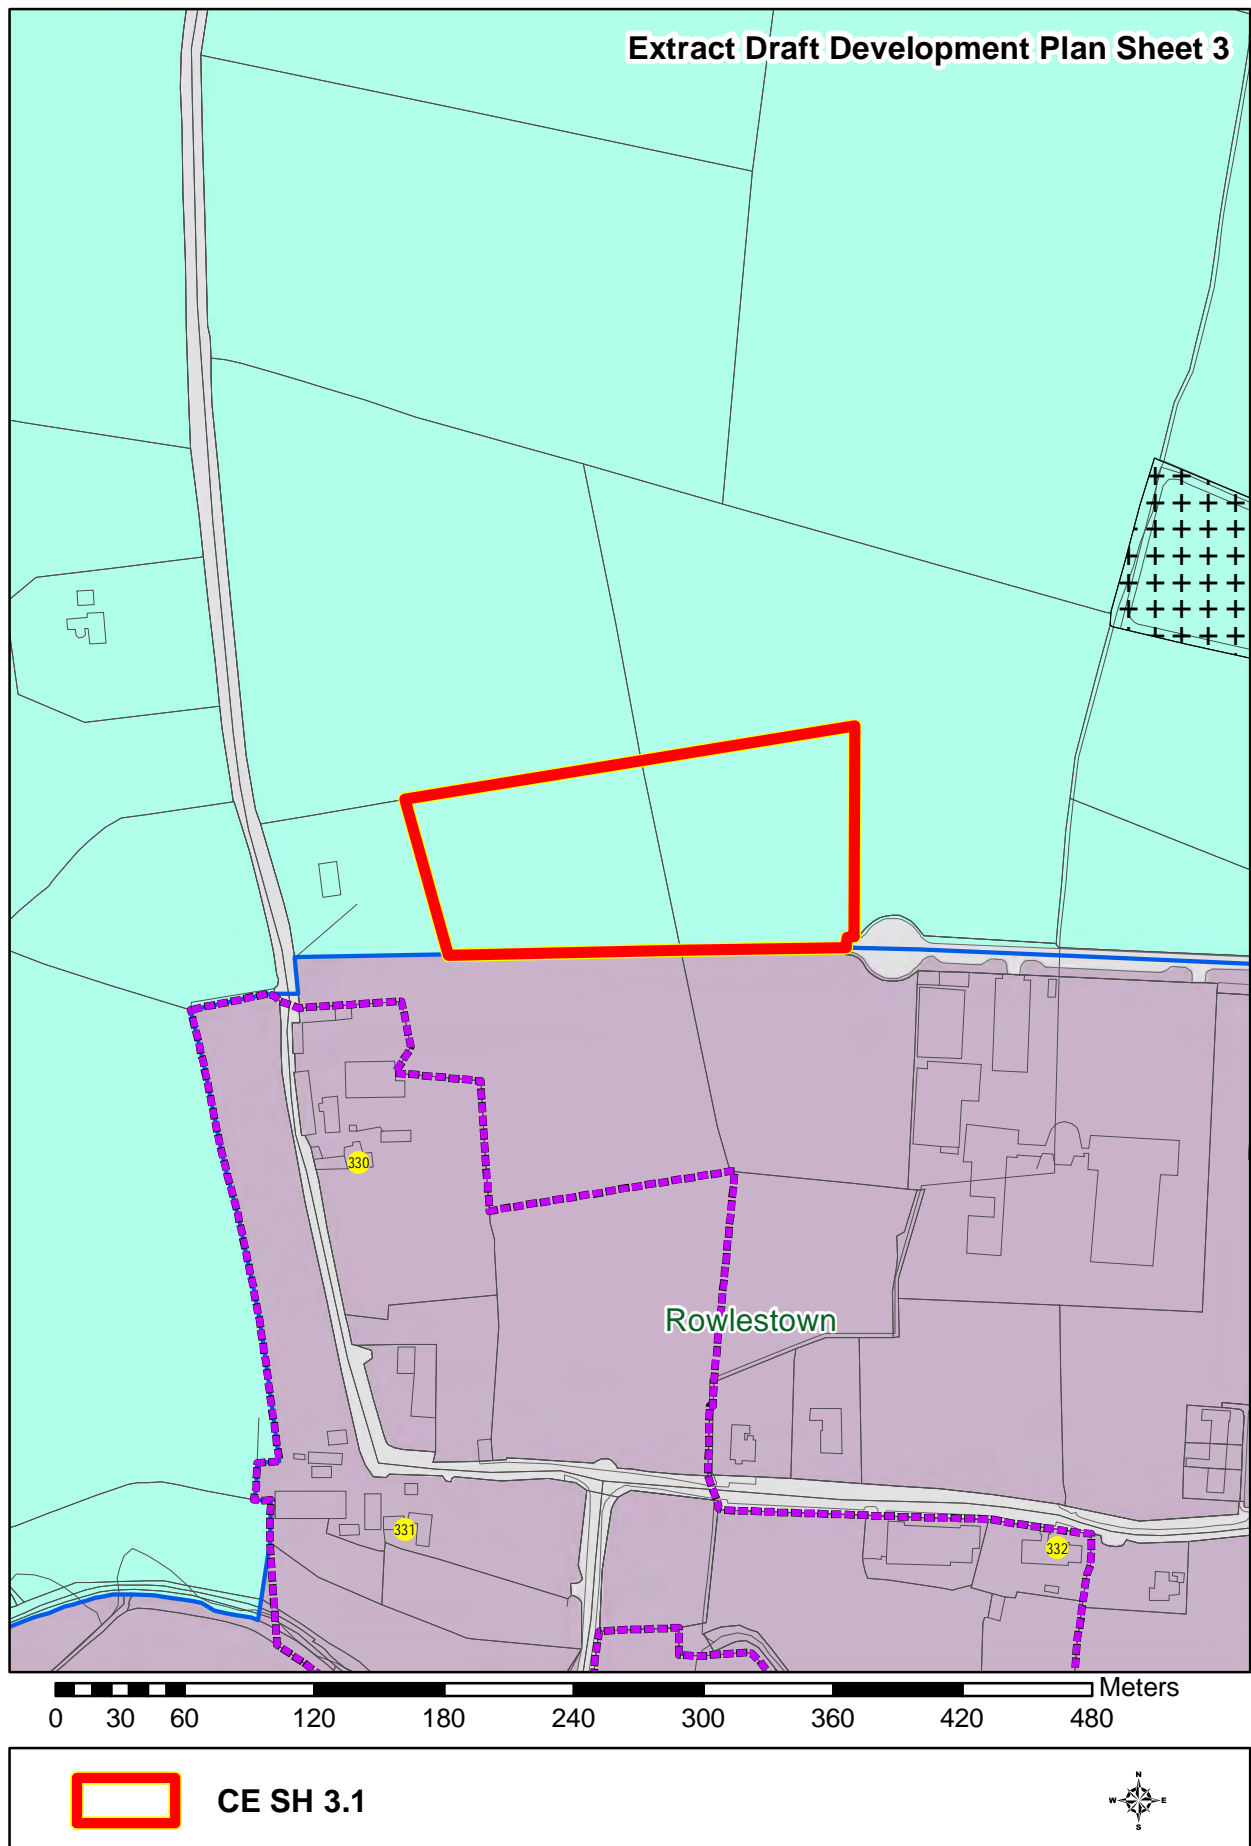 Extract Draft Development Plan Sheet 3
330
Rowlestown
331
332
Meters
0 30 60 120 180 240 300 360 420 480
CE SH 3.1
N
W E
S